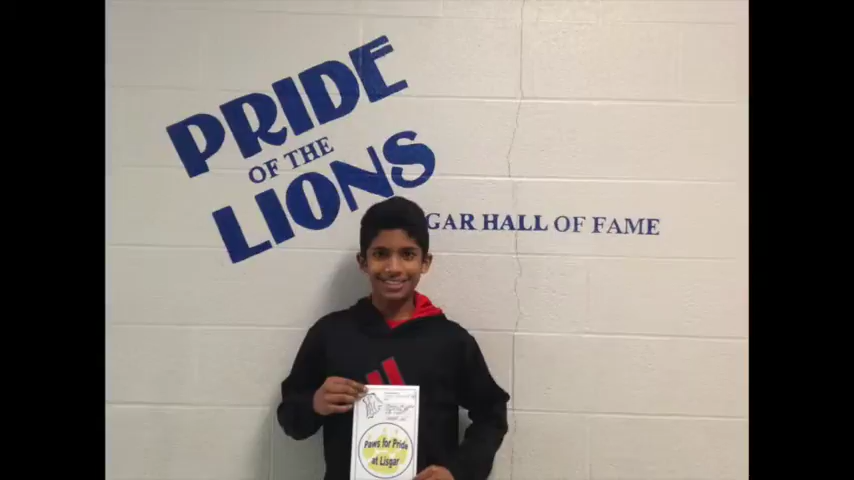 PRIDE
OF THE
LIONS
GAR HALL OF FAME
Paws for Pride
at Lisgar